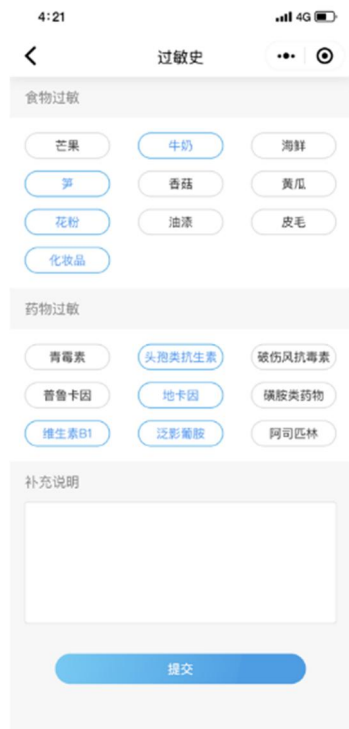 4:21 4G
过敏史
食物过敏
芒果 牛奶 海鲜
笋 香菇 黄瓜
花粉 油漆 皮毛
化妆品
药物过敏
青霉素 头孢类抗生素 破伤风抗毒素
普鲁卡因 地卡因 磺胺类药物
维生素B1 泛影葡胺 阿司匹林
补充说明
提交